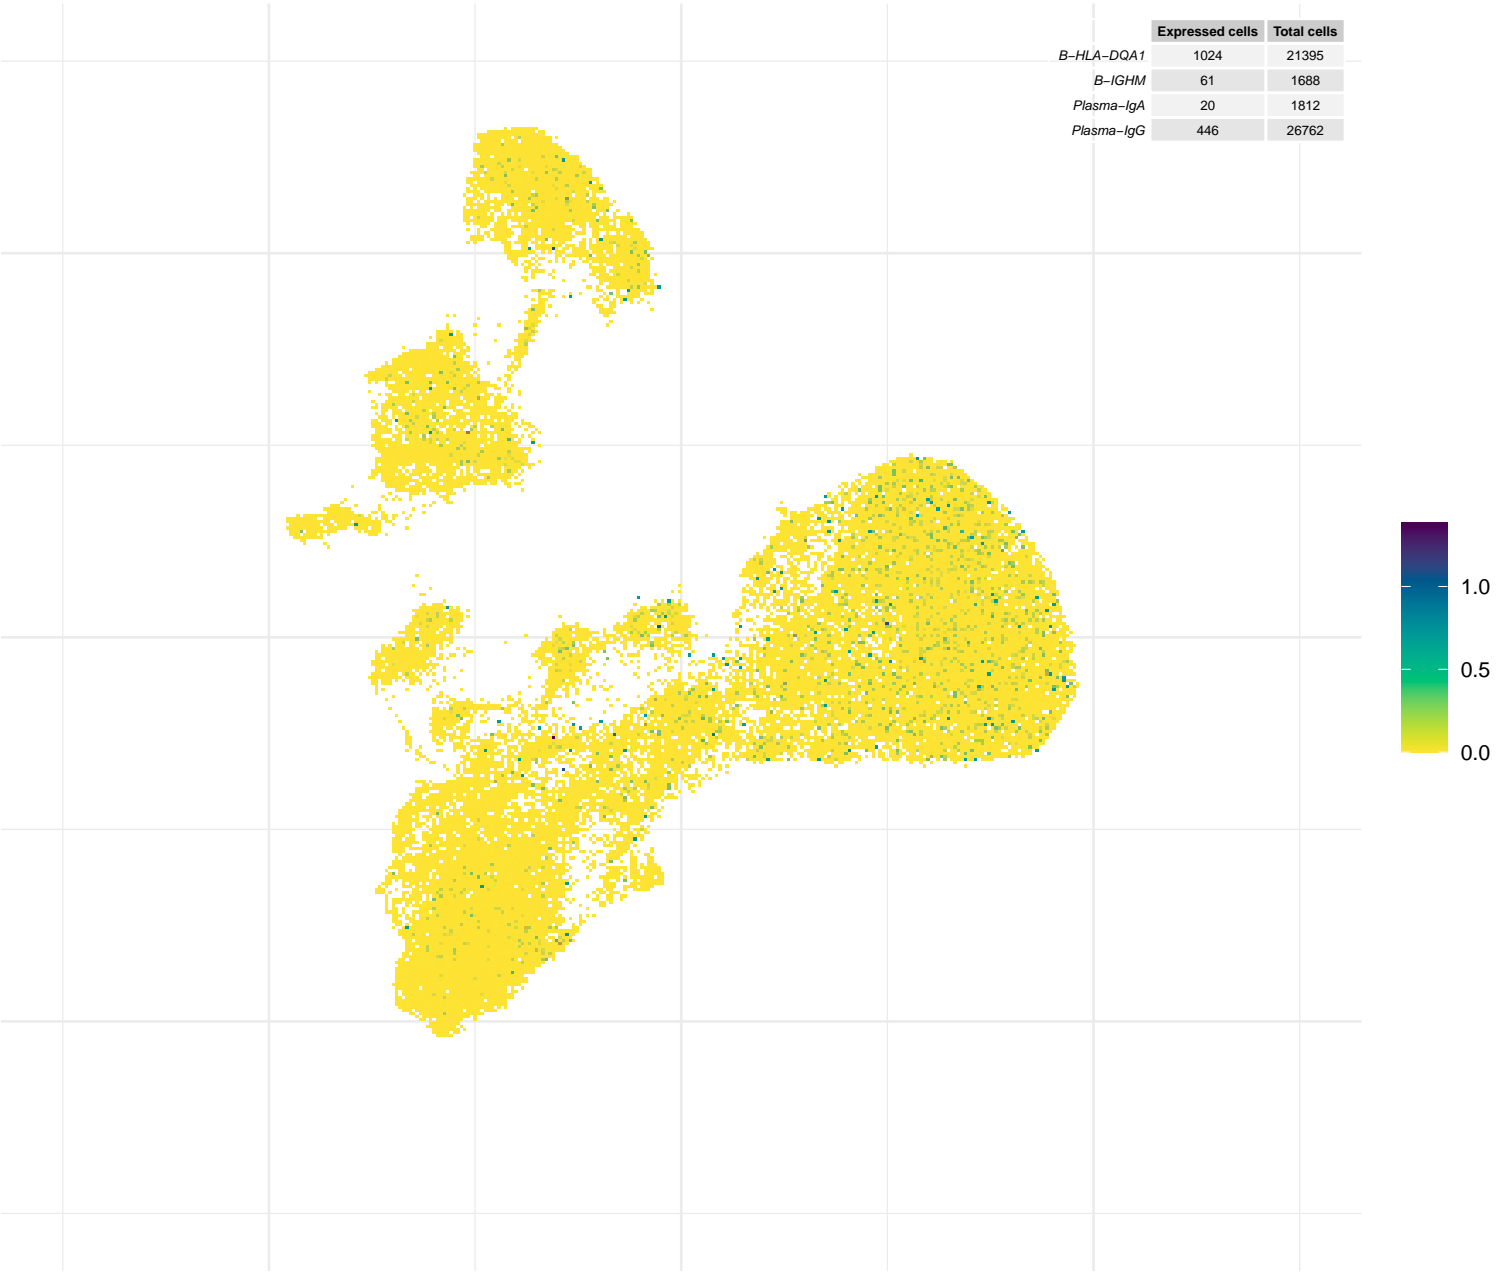 Expressed cells Total cells
B-HLA-DQA1 1024 21395
B-IGHM 61 1688
Plasma-IgA 20 1812
Plasma-IgG 446 26762
1.0
0.5
0.0